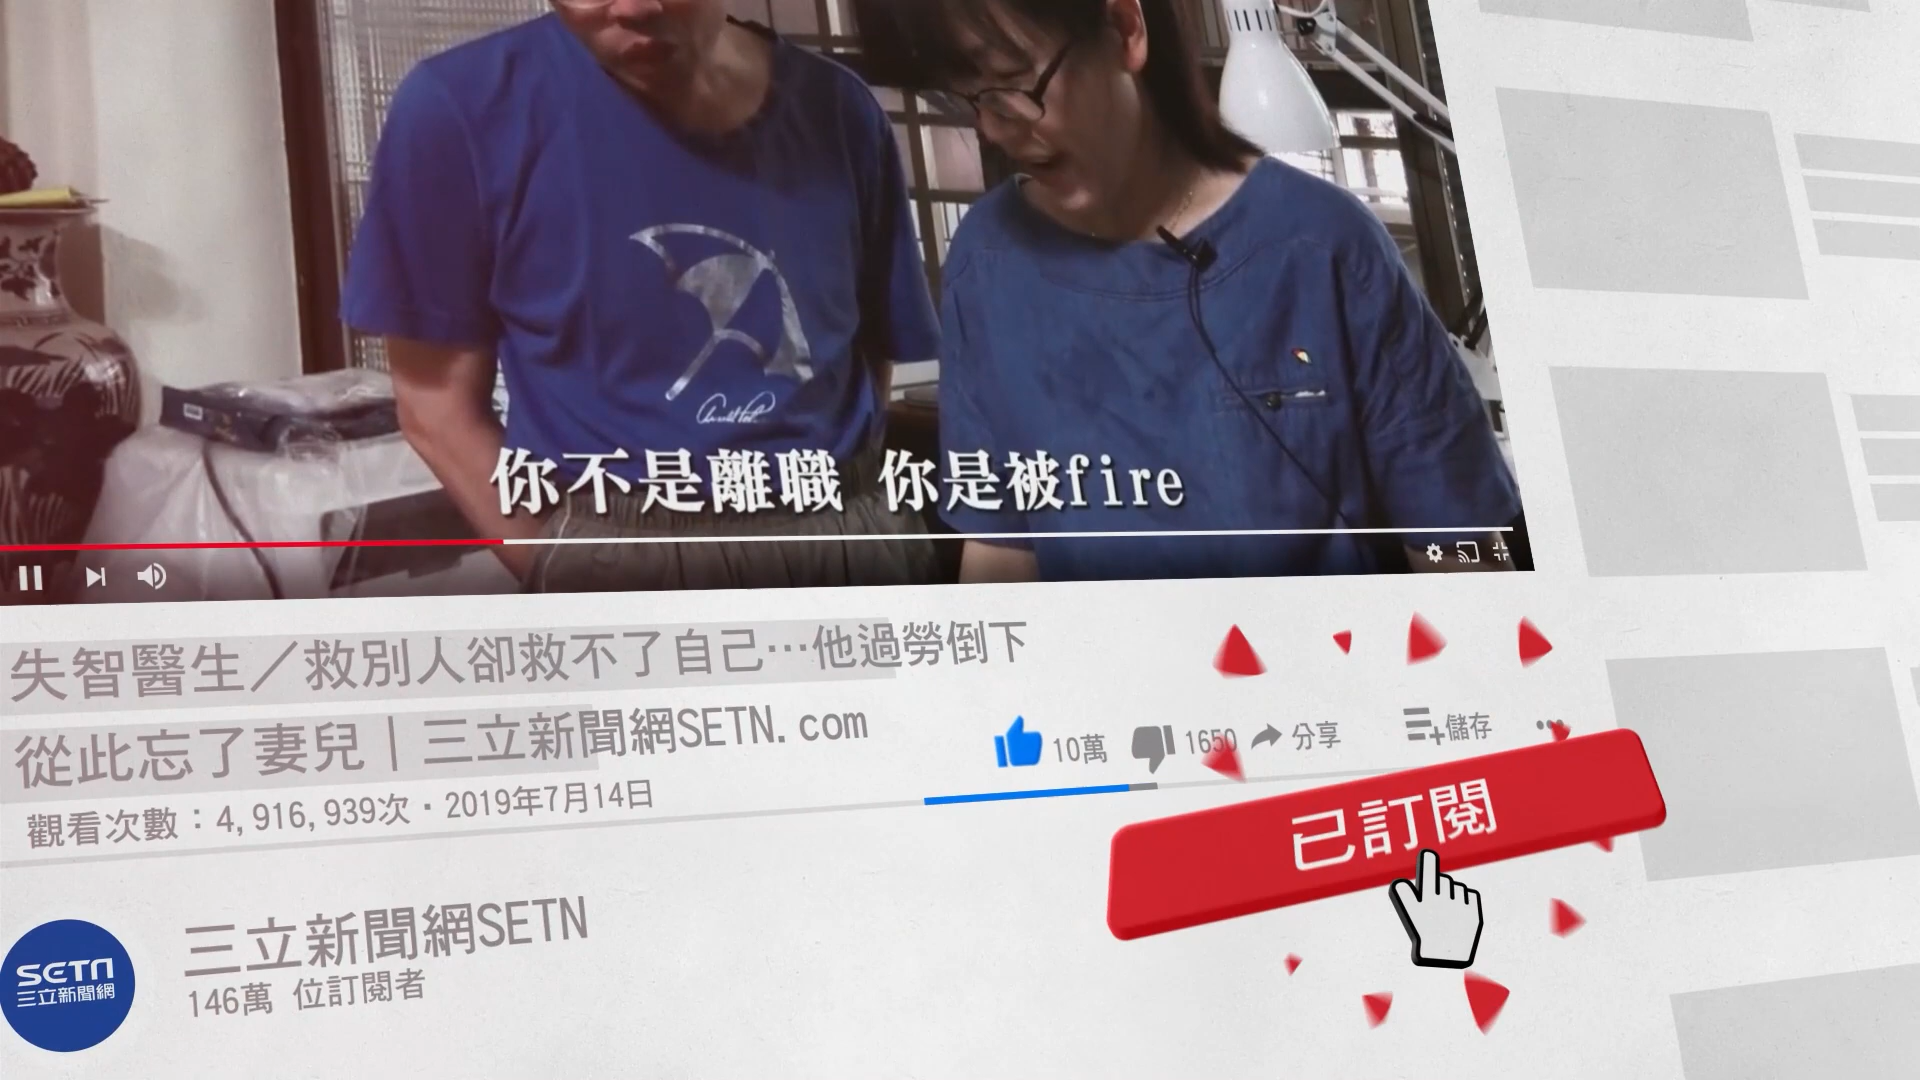 你不是離職 你是被fire
失智醫生／救別人卻救不了自己…他過勞倒下
從此忘了妻兒｜三立新聞網SETN.com
10萬 1650 分享 儲存
觀看次數：4,916,939次・2019年7月14日
已訂閱
三立新聞網SETN
146萬 位訂閱者
SETN
三立新聞網